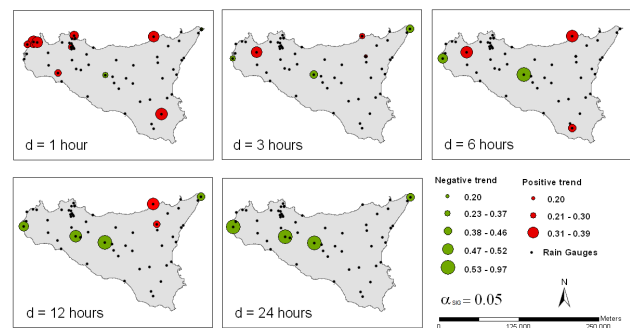 d = 1 hour
d = 3 hours
d = 6 hours
d = 12 hours
d = 24 hours
Negative trend
0.20
0.23 - 0.37
0.38 - 0.46
0.47 - 0.52
0.53 - 0.97
Positive trend
0.20
0.21 - 0.30
0.31 - 0.39
Rain Gauges
N
αSIG = 0.05
Meters
0 125,000 250,000